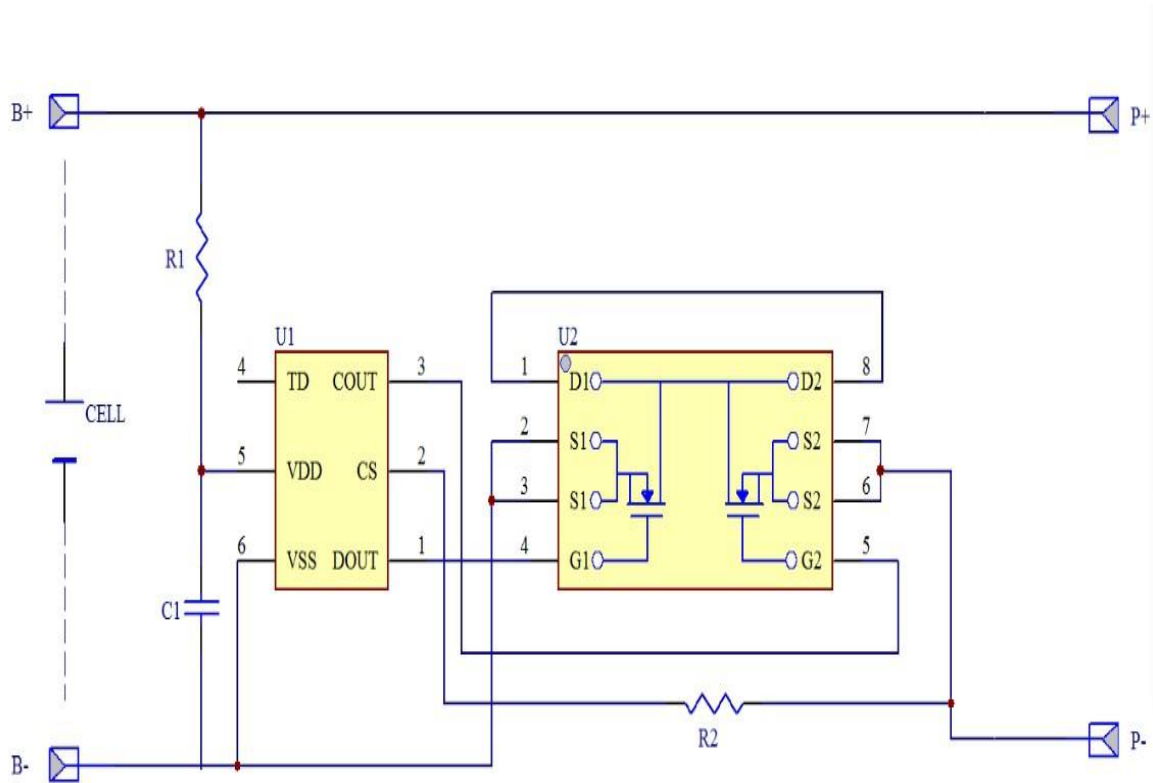 B+
P+
R1
U1
U2
4 TD COUT 3
1 D1 D2 8
CELL
2 S1 S2 7
5 VDD CS 2
3 S1 S2 6
6 VSS DOUT 1
4 G1 G2 5
C1
R2
B-
P-